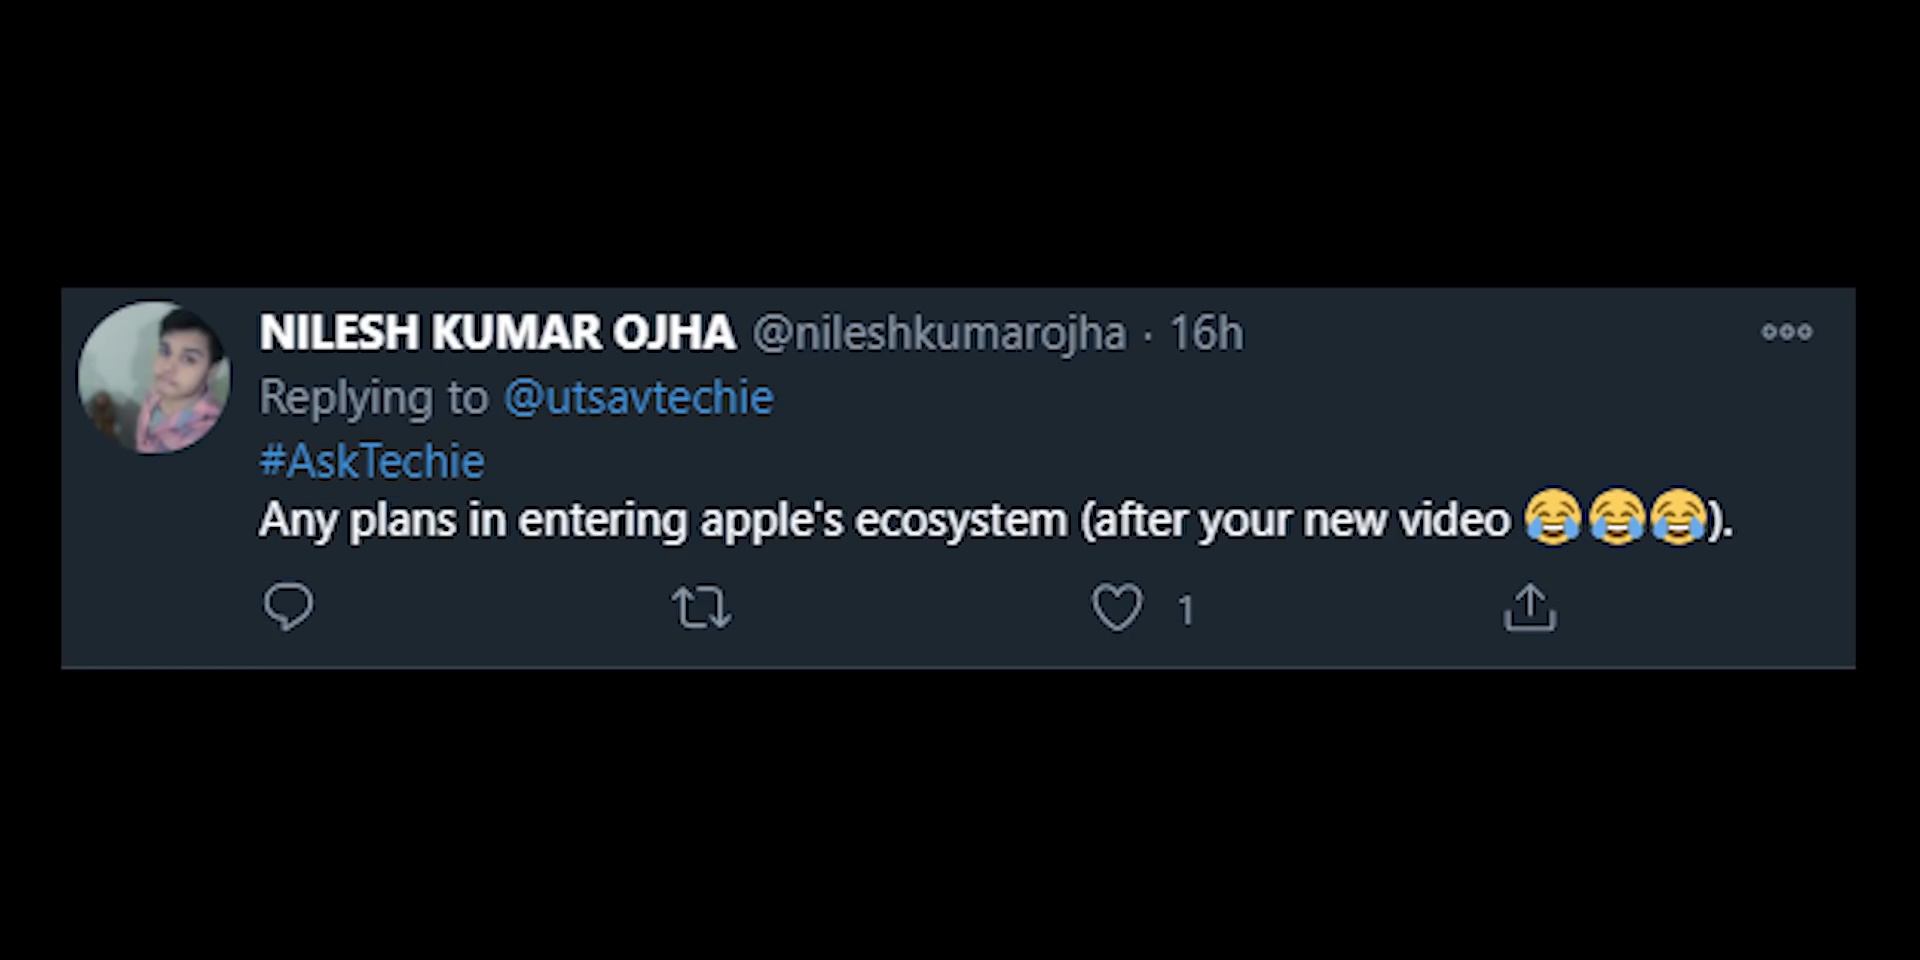 NILESH KUMAR OJHA @nileshkumarojha · 16h
Replying to @utsavtechie
#AskTechie
Any plans in entering apple's ecosystem (after your new video 😂😂😂).
1